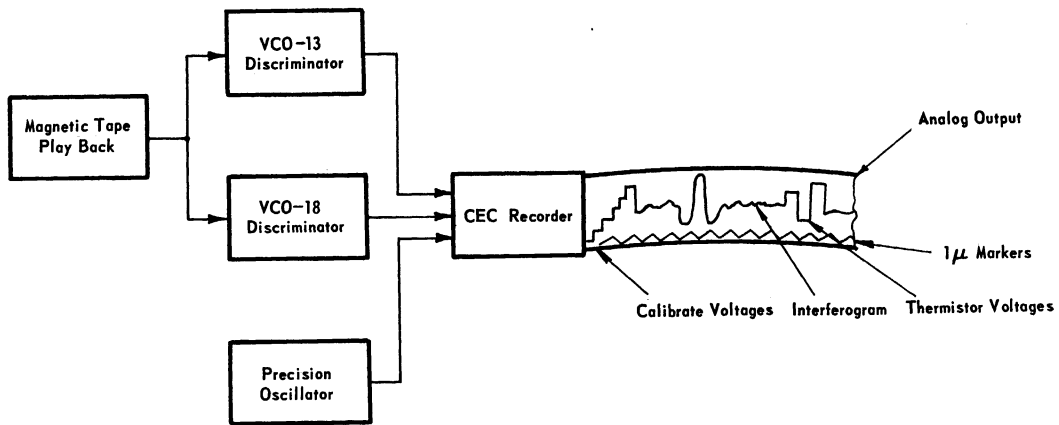 VCO-13
Discriminator
Magnetic Tape
Play Back
Analog Output
VCO-18
Discriminator
CEC Recorder
1μ Markers
Calibrate Voltages
Interferogram
Thermistor Voltages
Precision
Oscillator